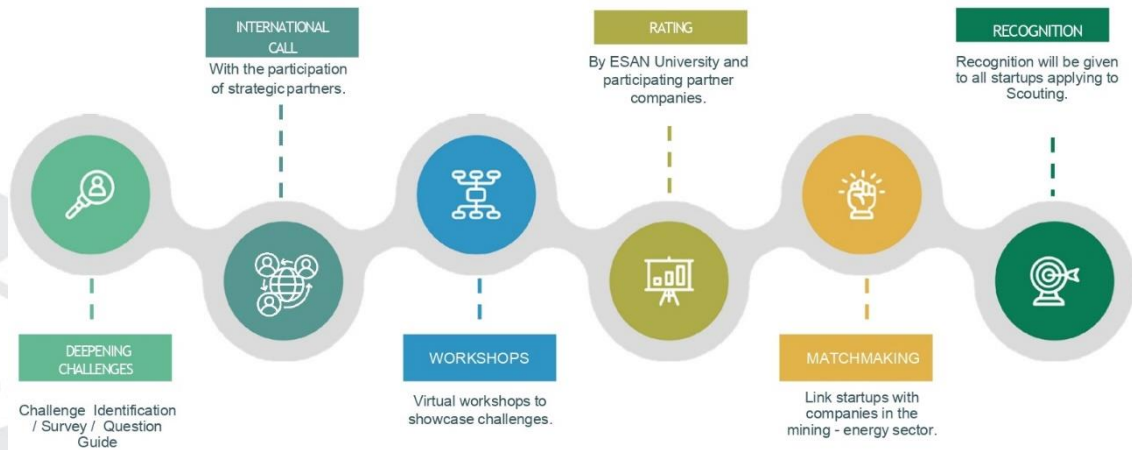 DEEPENING
CHALLENGES
Challenge Identification
/ Survey / Question
Guide
INTERNATIONAL
CALL
With the participation
of strategic partners.
WORKSHOPS
Virtual workshops to
showcase challenges.
RATING
By ESAN University and
participating partner
companies.
MATCHMAKING
Link startups with
companies in the
mining - energy sector.
RECOGNITION
Recognition will be given
to all startups applying to
Scouting.